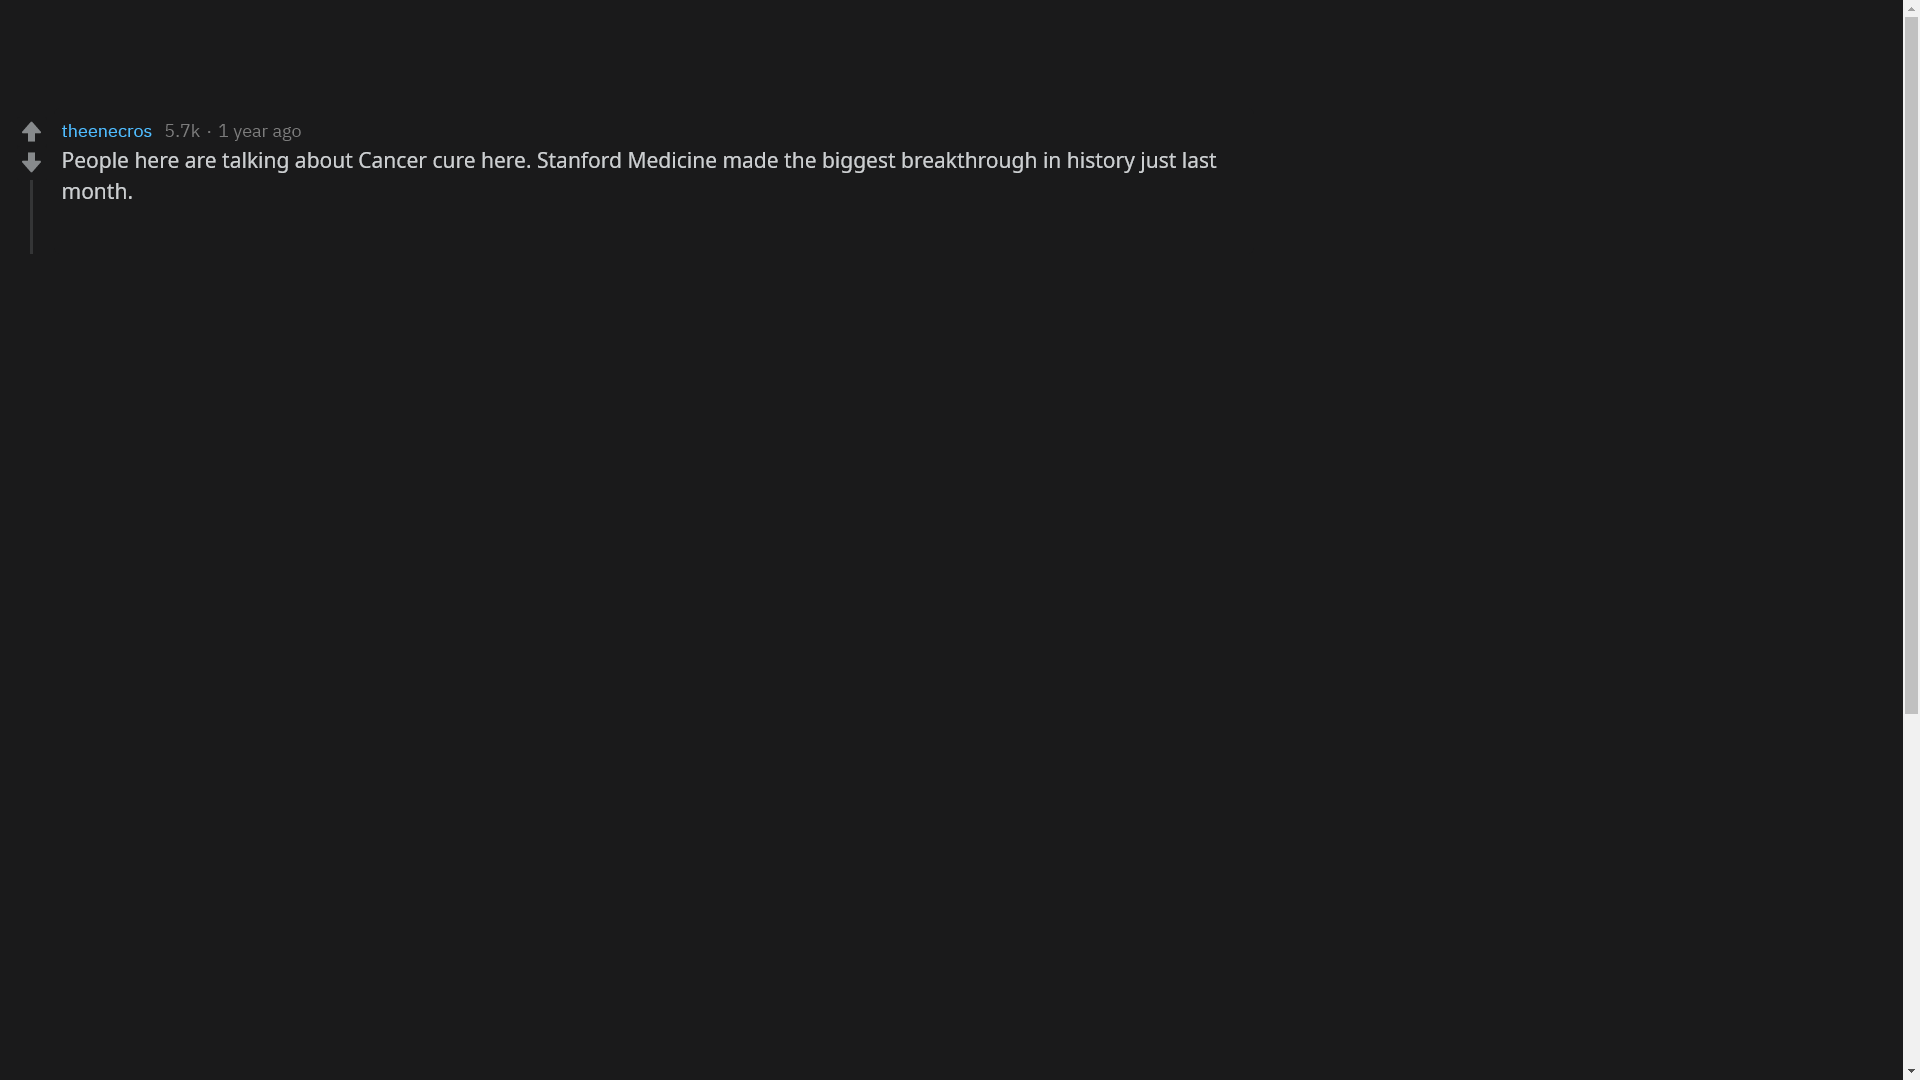 theenecros 5.7k · 1 year ago
People here are talking about Cancer cure here. Stanford Medicine made the biggest breakthrough in history just last
month.